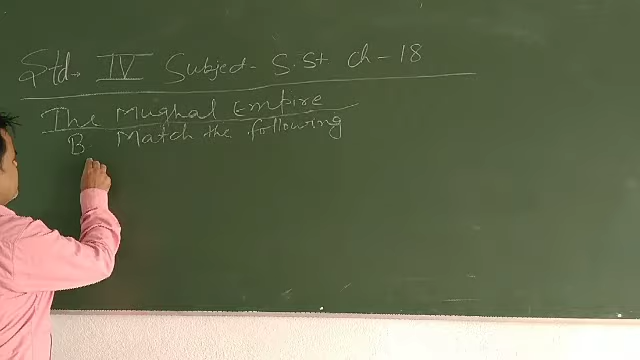 Std. IV Subject - S.St Ch - 18
The Mughal Empire
B. Match the following